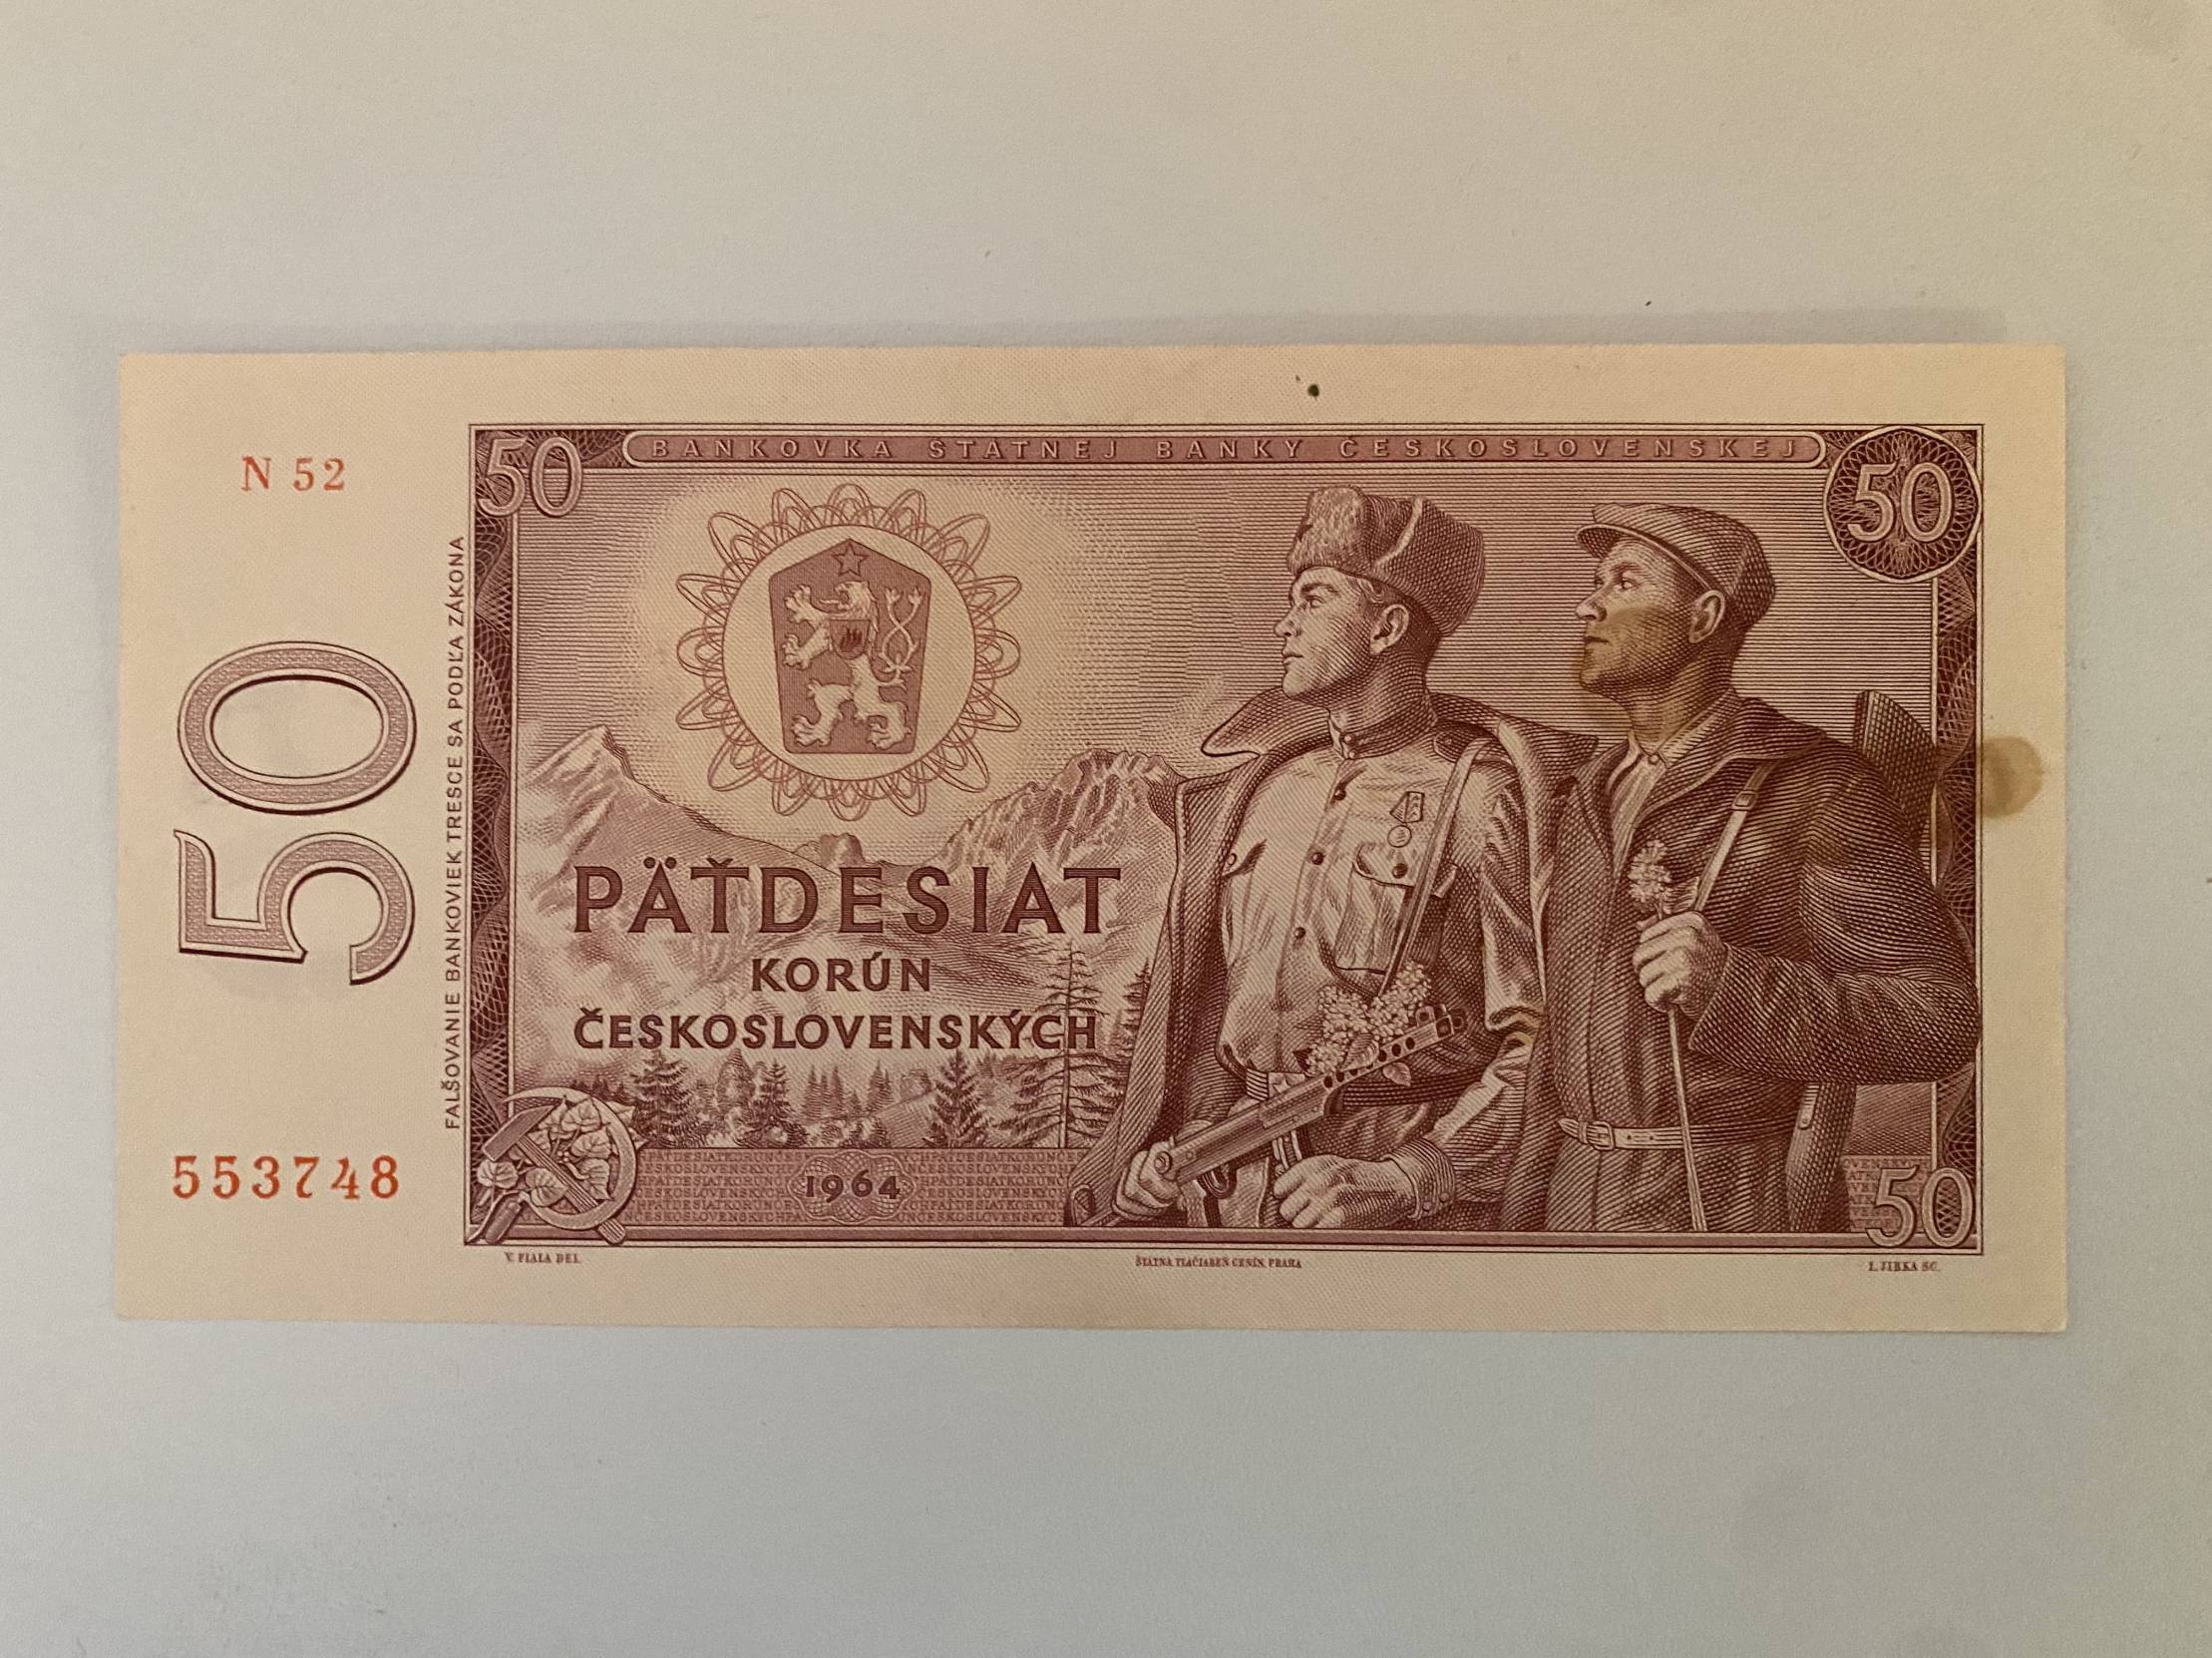 N 52
50
BANKOVKA ŠTÁTNEJ BANKY ČESKOSLOVENSKEJ
50
50
FALŠOVANIE BANKOVIEK TRESCE SA PODĽA ZÁKONA
PÄŤDESIAT
KORÚN
ČESKOSLOVENSKÝCH
553748
1964
50
V. FIALA DEL.
ŠTÁTNA TLAČIAREŇ CENÍN, PRAHA
L. JIRKA SC.